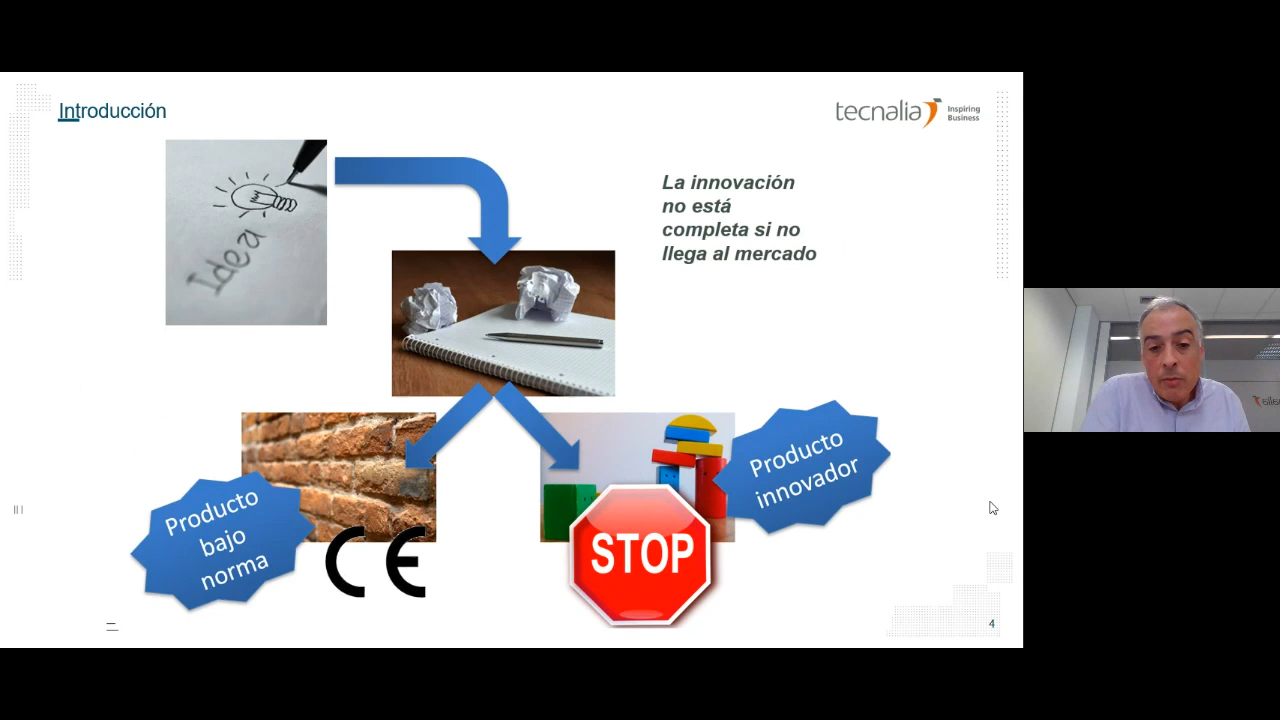 Introducción
tecnalia
Inspiring
Business
Idea
La innovación
no está
completa si no
llega al mercado
Producto
innovador
Producto
bajo
norma
CE
STOP
4